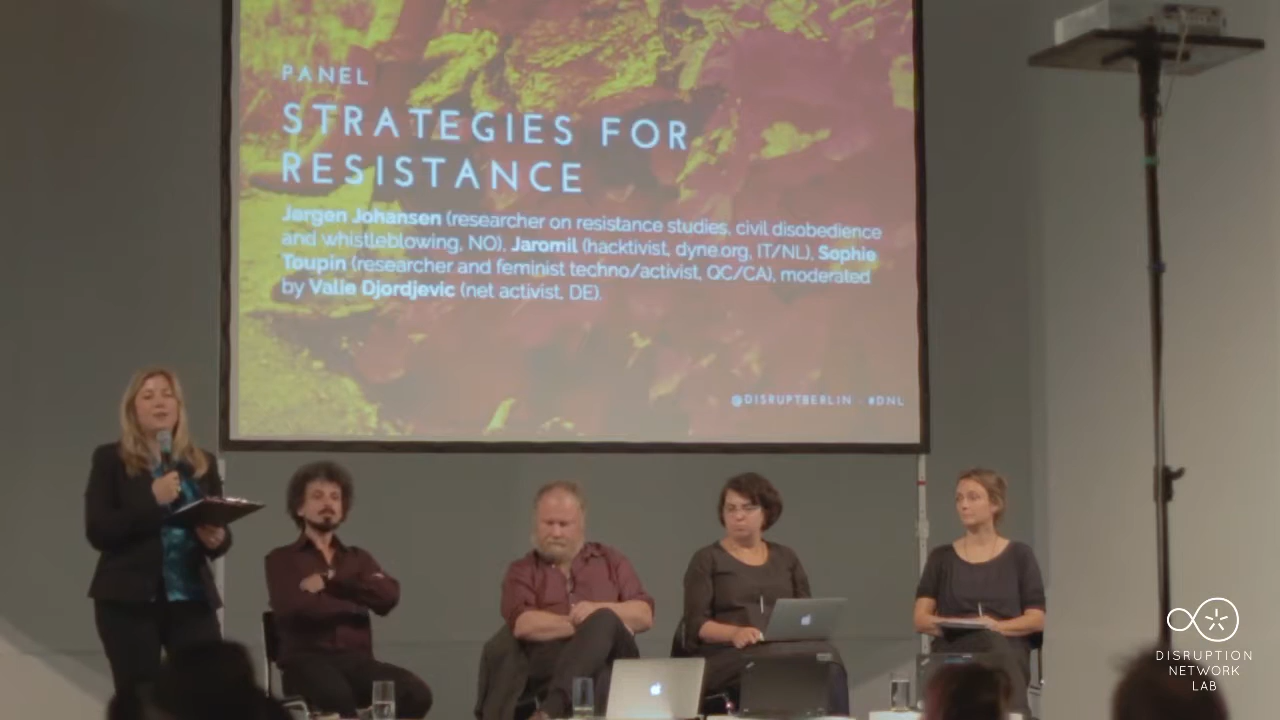 PANEL
STRATEGIES FOR
RESISTANCE
Jørgen Johansen (researcher on resistance studies, civil disobedience
and whistleblowing, NO), Jaromil (hacktivist, dyne.org, IT/NL), Sophie
Toupin (researcher and feminist techno/activist, QC/CA), moderated
by Valie Djordjevic (net activist, DE).
@DISRUPTBERLIN - #DNL
DISRUPTION
NETWORK
LAB